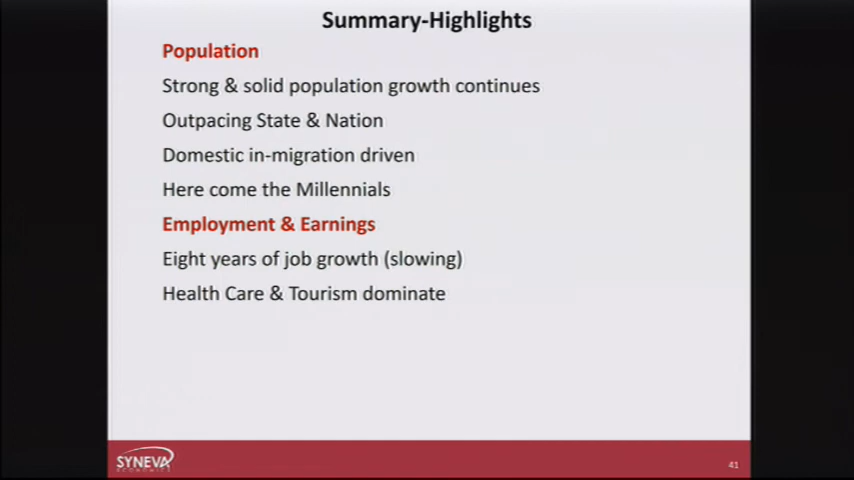 Summary-Highlights
Population
Strong & solid population growth continues
Outpacing State & Nation
Domestic in-migration driven
Here come the Millennials
Employment & Earnings
Eight years of job growth (slowing)
Health Care & Tourism dominate
SYNEVA
ECONOMICS
41